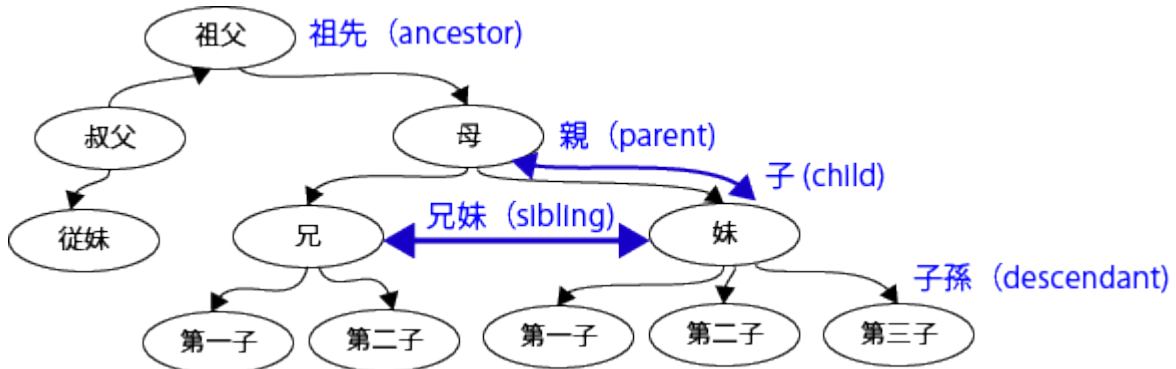 祖父 祖先（ancestor)
叔父 母 親（parent)
子 (child)
従妹 兄 兄妹（sibling) 妹
子孫（descendant)
第一子 第二子 第一子 第二子 第三子